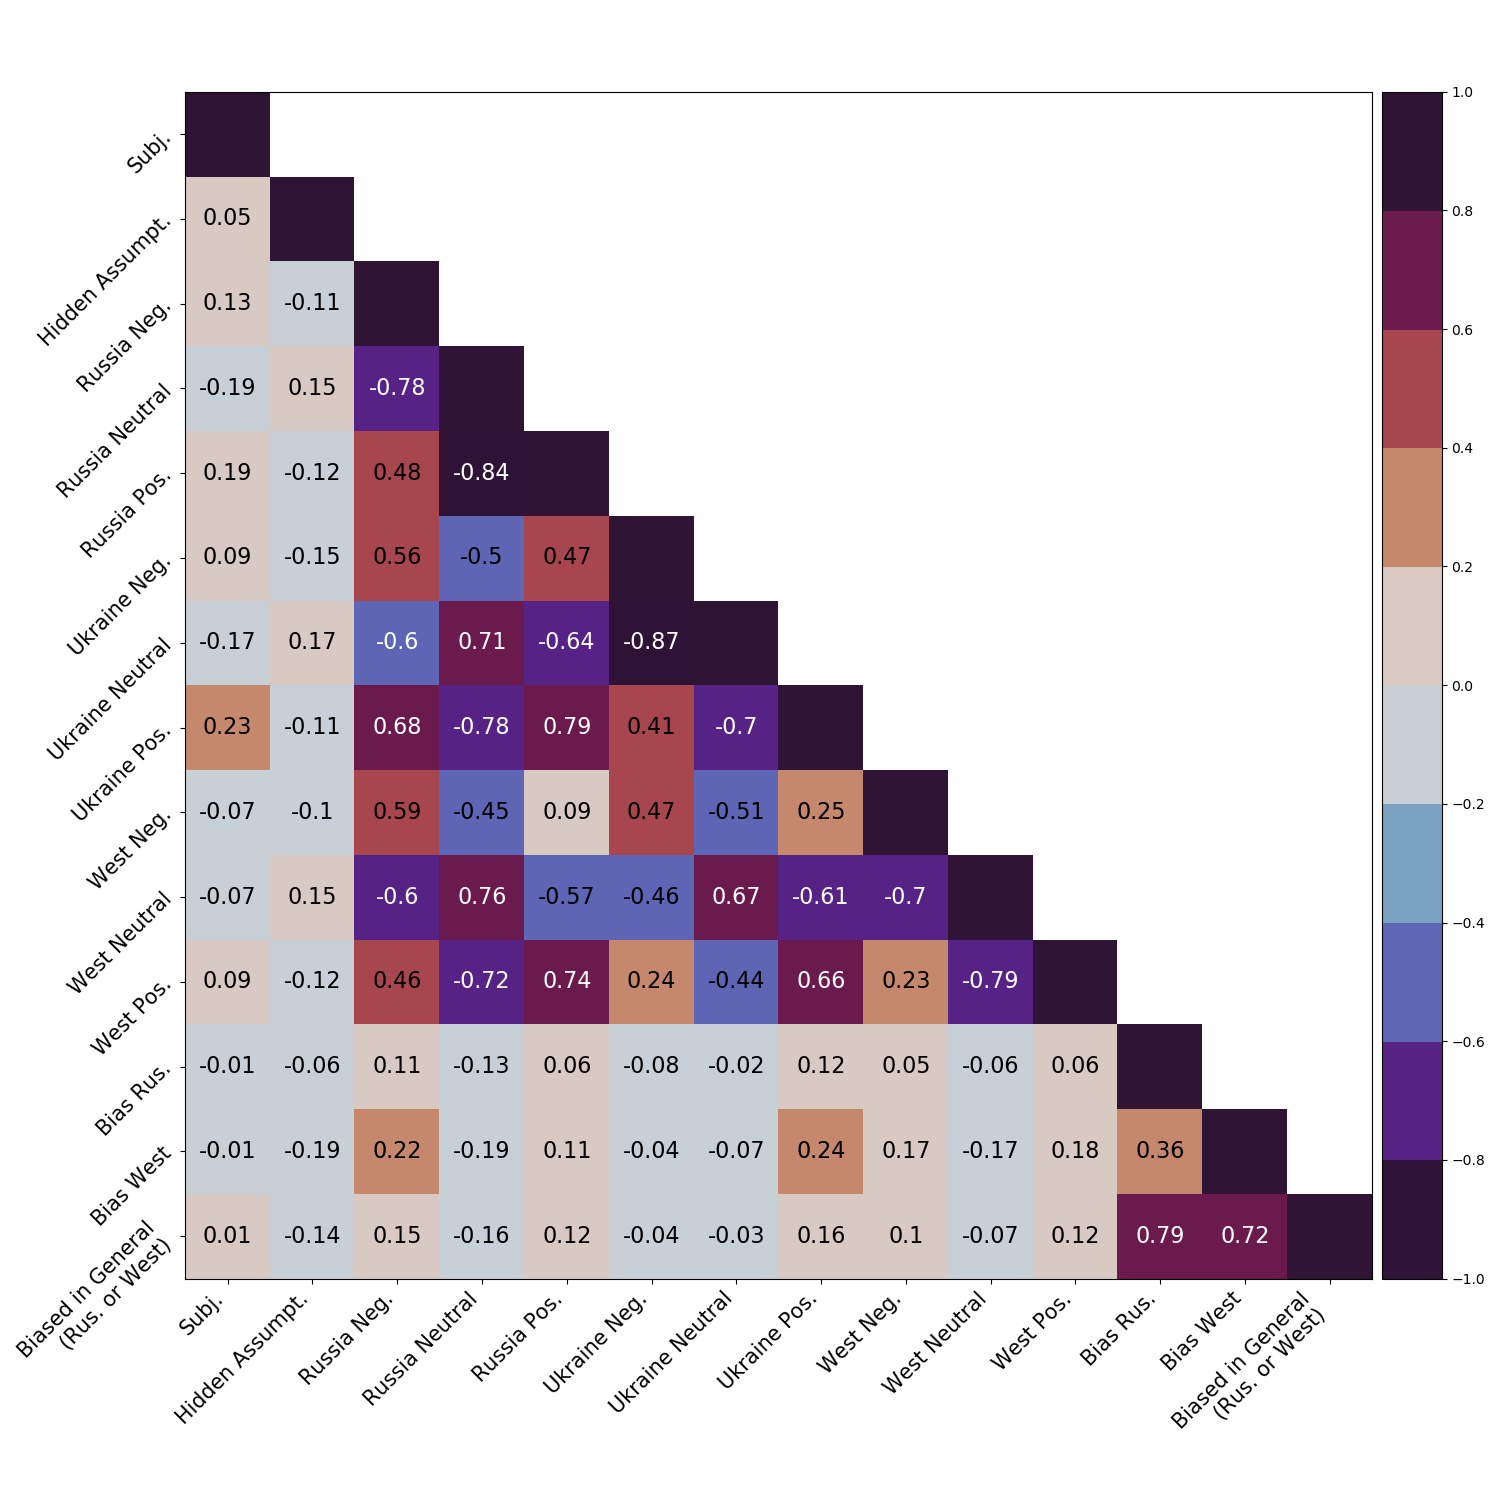 1.0
Subj.
0.8
Hidden Assumpt.
0.05
Russia Neg.
0.13 -0.11
0.6
Russia Neutral
-0.19 0.15 -0.78
0.4
Russia Pos.
0.19 -0.12 0.48 -0.84
Ukraine Neg.
0.09 -0.15 0.56 -0.5 0.47
0.2
Ukraine Neutral
-0.17 0.17 -0.6 0.71 -0.64 -0.87
0.0
Ukraine Pos.
0.23 -0.11 0.68 -0.78 0.79 0.41 -0.7
−0.2
West Neg.
-0.07 -0.1 0.59 -0.45 0.09 0.47 -0.51 0.25
West Neutral
-0.07 0.15 -0.6 0.76 -0.57 -0.46 0.67 -0.61 -0.7
−0.4
West Pos.
0.09 -0.12 0.46 -0.72 0.74 0.24 -0.44 0.66 0.23 -0.79
−0.6
Bias Rus.
-0.01 -0.06 0.11 -0.13 0.06 -0.08 -0.02 0.12 0.05 -0.06 0.06
Bias West
-0.01 -0.19 0.22 -0.19 0.11 -0.04 -0.07 0.24 0.17 -0.17 0.18 0.36
−0.8
Biased in General
(Rus. or West)
0.01 -0.14 0.15 -0.16 0.12 -0.04 -0.03 0.16 0.1 -0.07 0.12 0.79 0.72
−1.0
Subj.
Hidden Assumpt.
Russia Neg.
Russia Neutral
Russia Pos.
Ukraine Neg.
Ukraine Neutral
Ukraine Pos.
West Neg.
West Neutral
West Pos.
Bias Rus.
Bias West
Biased in General
(Rus. or West)